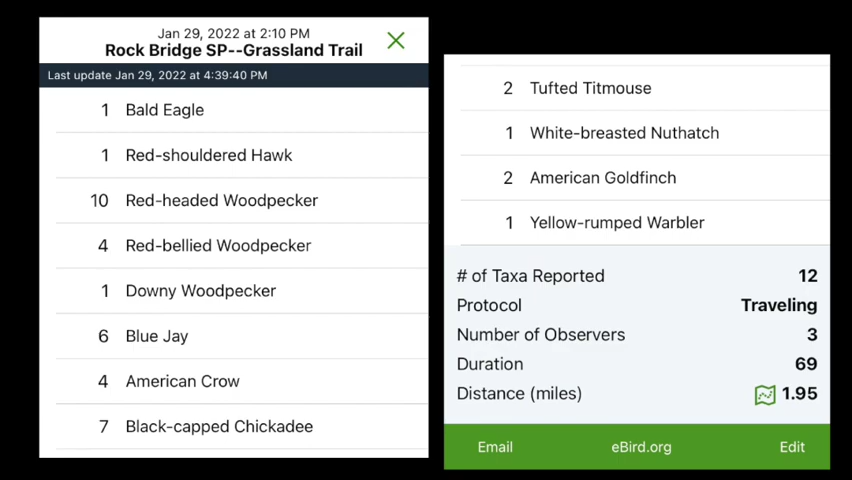 Jan 29, 2022 at 2:10 PM
Rock Bridge SP--Grassland Trail
Last update Jan 29, 2022 at 4:39:40 PM
1 Bald Eagle
1 Red-shouldered Hawk
10 Red-headed Woodpecker
4 Red-bellied Woodpecker
1 Downy Woodpecker
6 Blue Jay
4 American Crow
7 Black-capped Chickadee
2 Tufted Titmouse
1 White-breasted Nuthatch
2 American Goldfinch
1 Yellow-rumped Warbler
# of Taxa Reported 12
Protocol Traveling
Number of Observers 3
Duration 69
Distance (miles) 1.95
Email eBird.org Edit